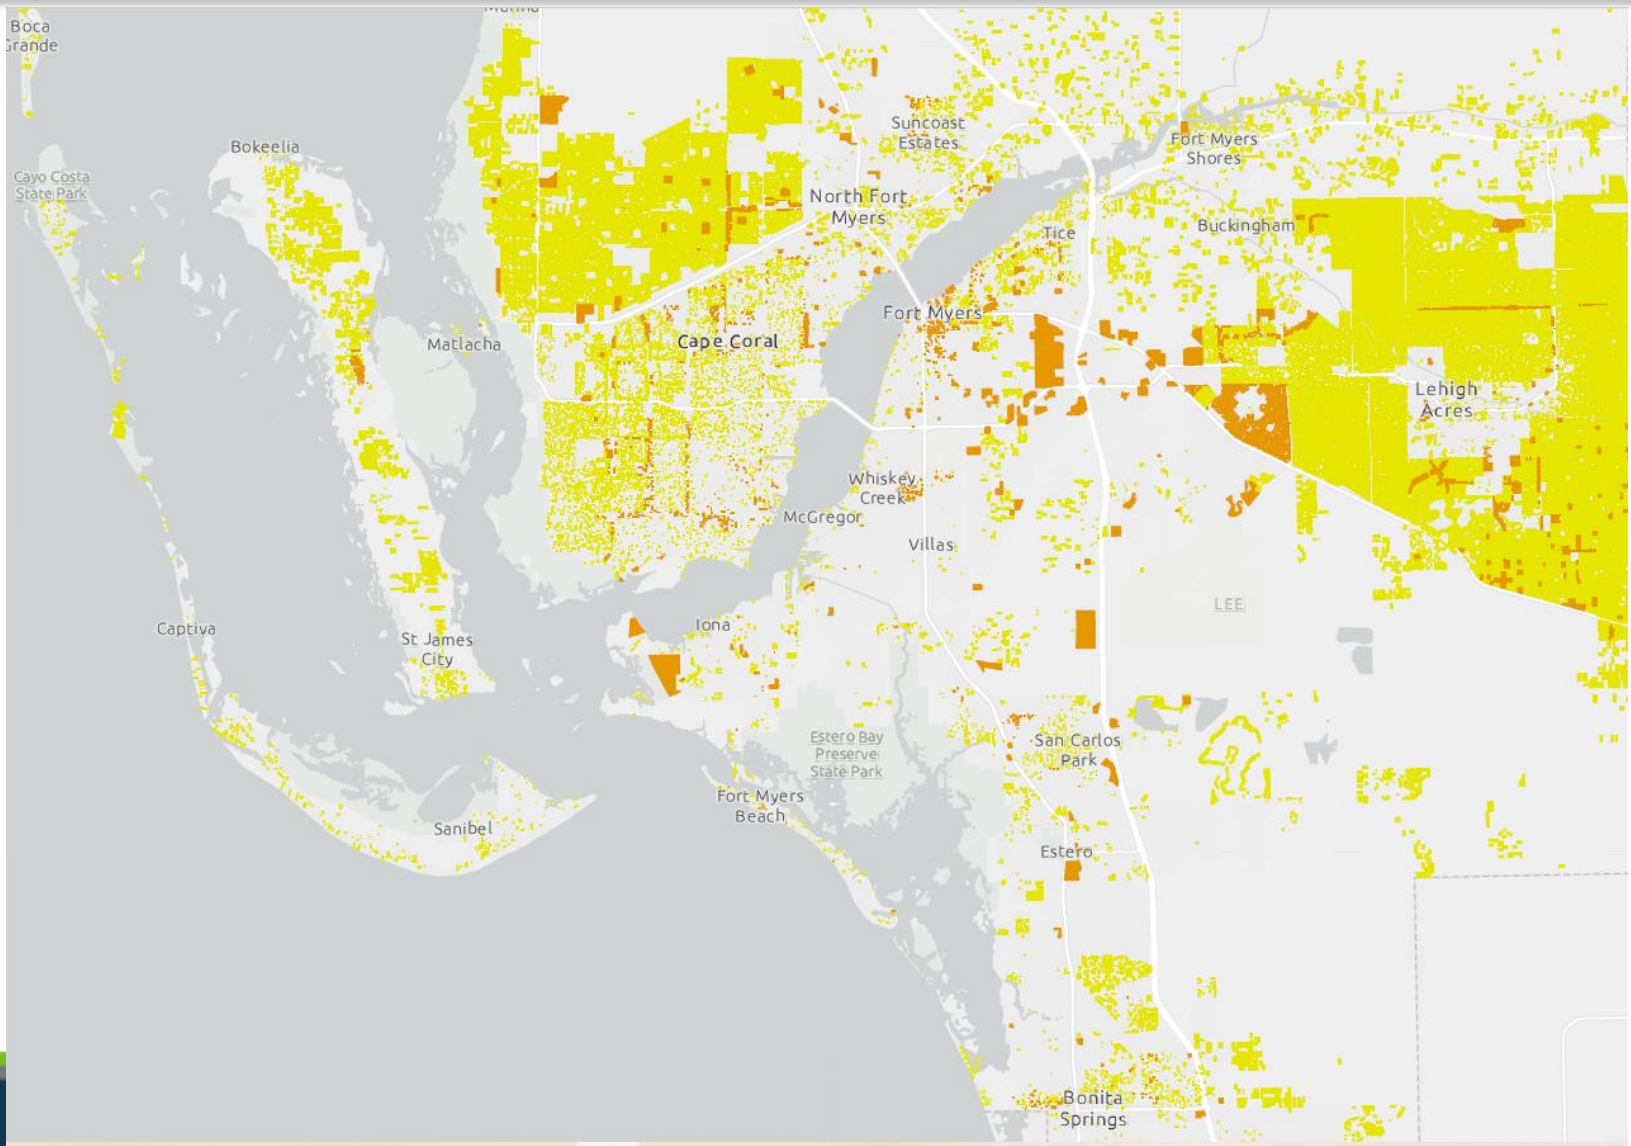 Boca
Grande
Bokeelia
Cayo Costa
State Park
Suncoast
Estates
Fort Myers
Shores
North Fort
Myers
Tice
Buckingham
Fort Myers
Cape Coral
Matlacha
Lehigh
Acres
Whiskey
Creek
McGregor
Villas
LEE
Captiva
St James
City
Iona
Estero Bay
Preserve
State Park
San Carlos
Park
Fort Myers
Beach
Sanibel
Estero
Bonita
Springs